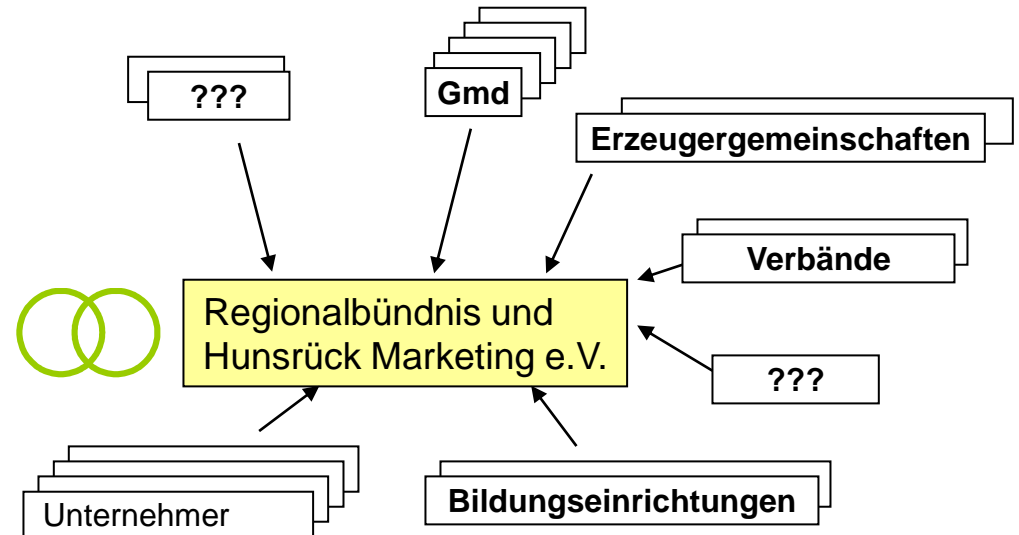 ???
Gmd
Erzeugergemeinschaften
Verbände
Regionalbündnis und
Hunsrück Marketing e.V.
???
Unternehmer
Bildungseinrichtungen